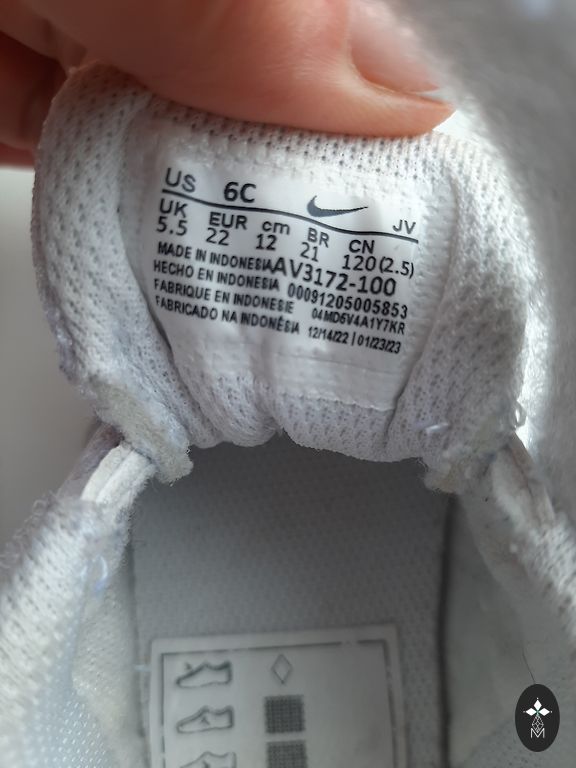 US 6C JV
UK EUR cm BR CN
5.5 22 12 21 120(2.5)
MADE IN INDONESIA AV3172-100
HECHO EN INDONESIA 00091205005853
FABRIQUE EN INDONESIE 04MD5V4A1Y7KR
FABRICADO NA INDONÉSIA 12/14/22 | 01/23/23
M